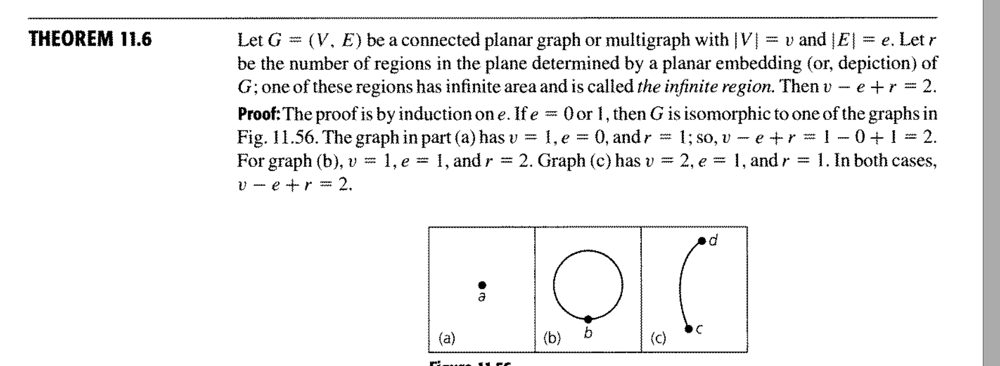 THEOREM 11.6
Let G = (V, E) be a connected planar graph or multigraph with |V| = v and |E| = e. Let r
be the number of regions in the plane determined by a planar embedding (or, depiction) of
G; one of these regions has infinite area and is called the infinite region. Then v − e + r = 2.
Proof: The proof is by induction on e. If e = 0 or 1, then G is isomorphic to one of the graphs in
Fig. 11.56. The graph in part (a) has v = 1, e = 0, and r = 1; so, v − e + r = 1 − 0 + 1 = 2.
For graph (b), v = 1, e = 1, and r = 2. Graph (c) has v = 2, e = 1, and r = 1. In both cases,
v − e + r = 2.
a
(a)
b
(b)
d
c
(c)
Figure 11.56